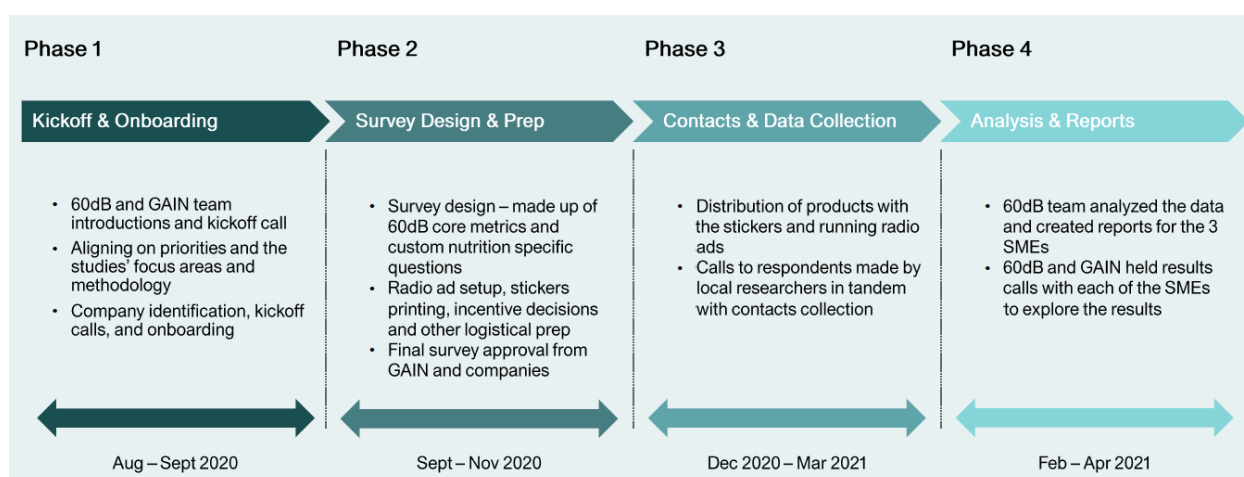 Phase 1
Phase 2
Phase 3
Phase 4
Kickoff & Onboarding
Survey Design & Prep
Contacts & Data Collection
Analysis & Reports
• 60dB and GAIN team
introductions and kickoff call
• Aligning on priorities and the
studies' focus areas and
methodology
• Company identification, kickoff
calls, and onboarding
• Survey design – made up of
60dB core metrics and
custom nutrition specific
questions
• Radio ad setup, stickers
printing, incentive decisions
and other logistical prep
• Final survey approval from
GAIN and companies
• Distribution of products with
the stickers and running radio
ads
• Calls to respondents made by
local researchers in tandem
with contacts collection
• 60dB team analyzed the data
and created reports for the 3
SMEs
• 60dB and GAIN held results
calls with each of the SMEs
to explore the results
Aug – Sept 2020
Sept – Nov 2020
Dec 2020 – Mar 2021
Feb – Apr 2021